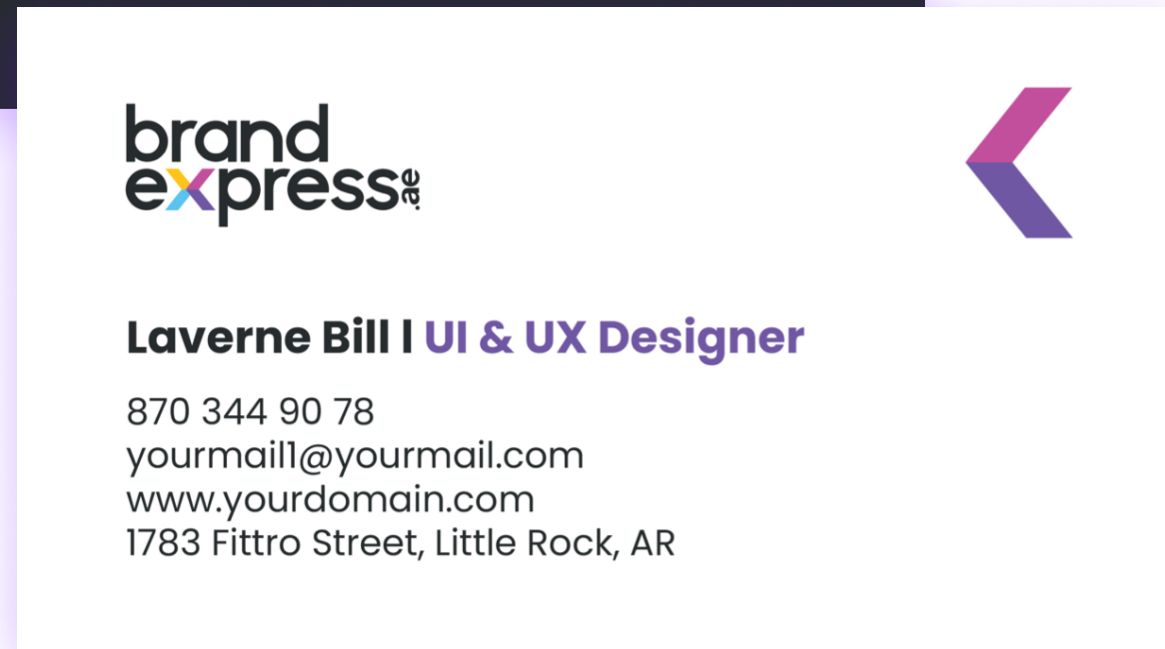 brand
express.ae
Laverne Bill l UI & UX Designer
870 344 90 78
yourmail1@yourmail.com
www.yourdomain.com
1783 Fittro Street, Little Rock, AR